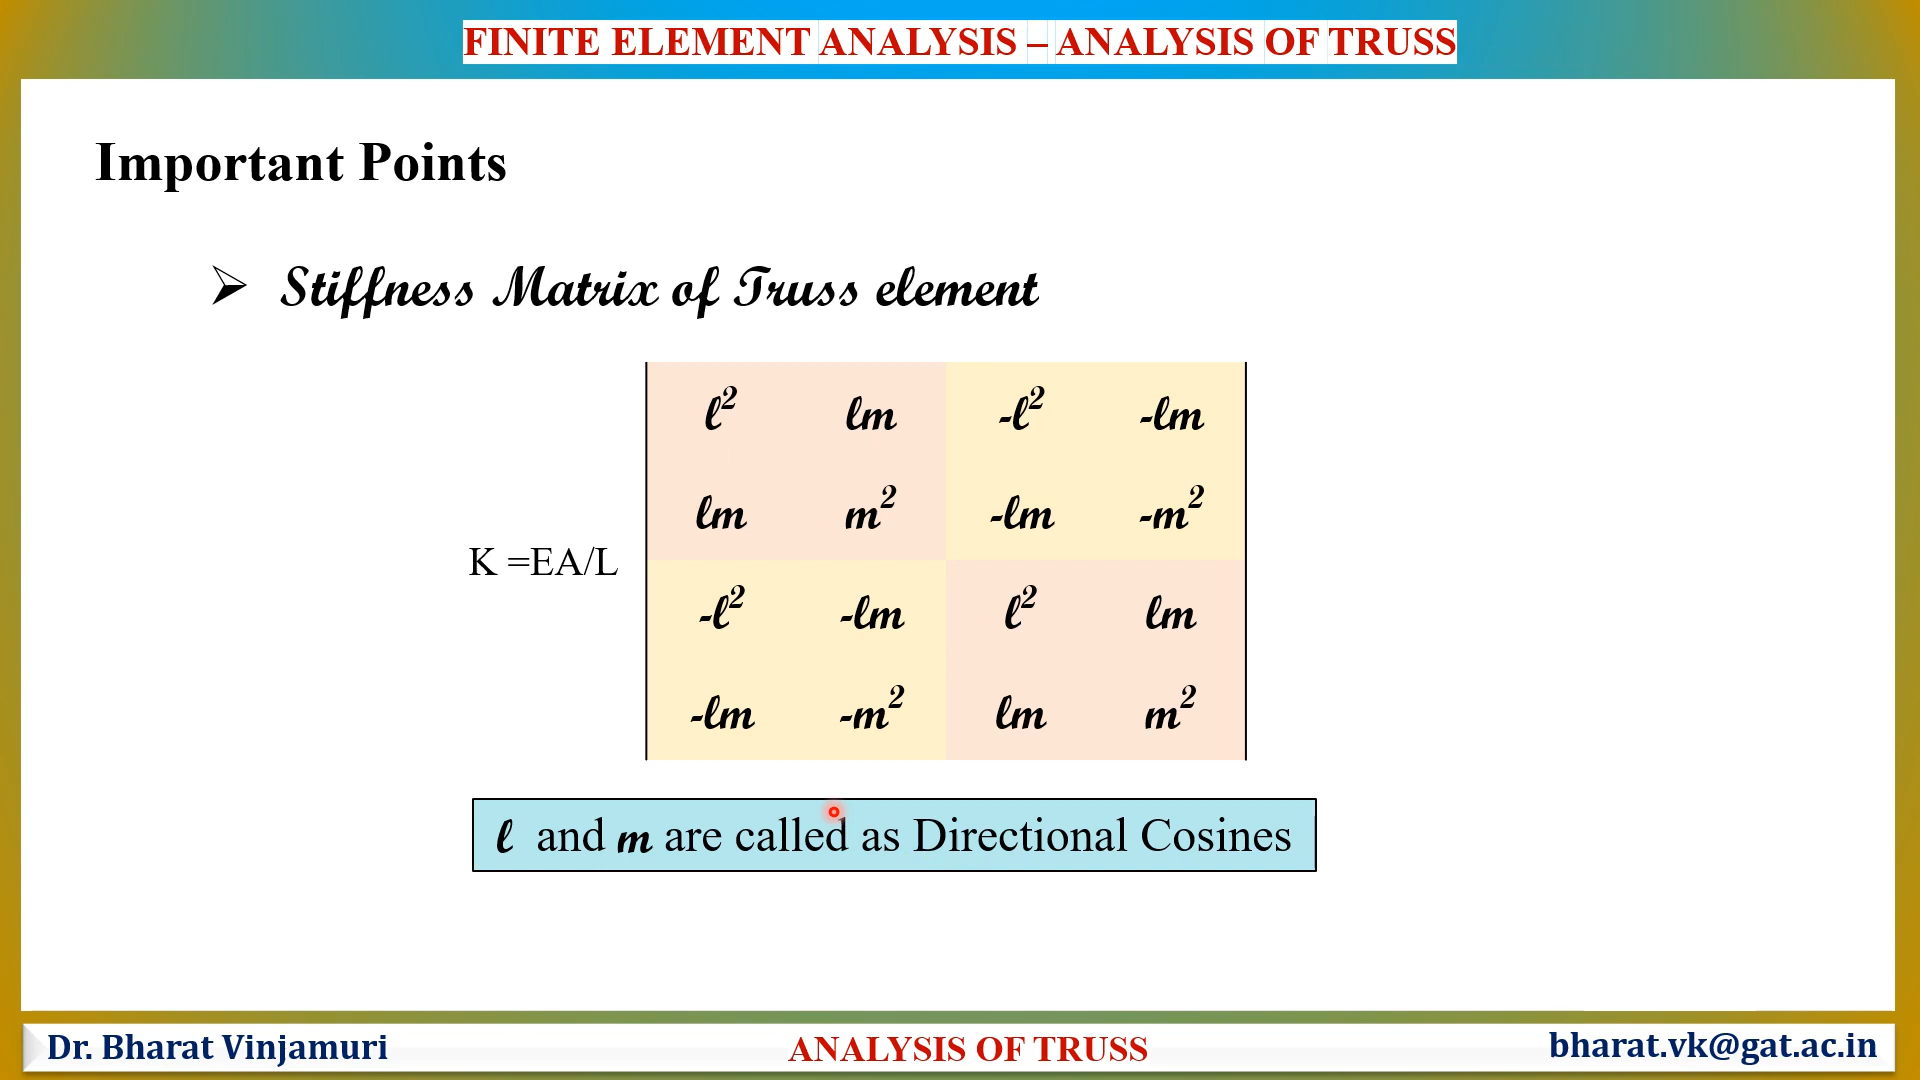 FINITE ELEMENT ANALYSIS – ANALYSIS OF TRUSS
Important Points
➢ Stiffness Matrix of Truss element
l² lm -l² -lm
lm m² -lm -m²
K =EA/L
-l² -lm l² lm
-lm -m² lm m²
l and m are called as Directional Cosines
Dr. Bharat Vinjamuri
ANALYSIS OF TRUSS
bharat.vk@gat.ac.in